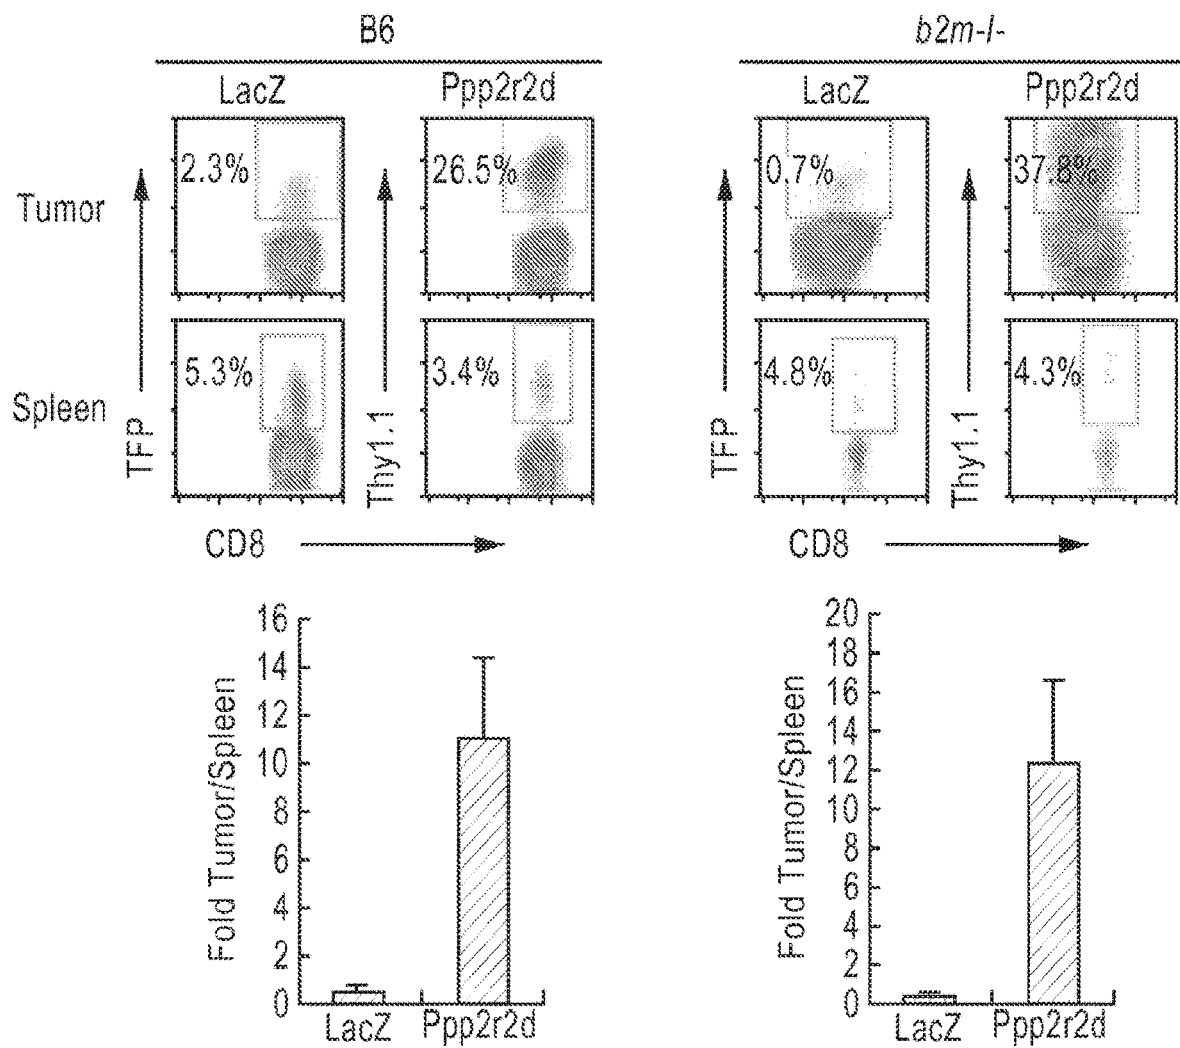 B6
b2m-/-
LacZ
Ppp2r2d
LacZ
Ppp2r2d
Tumor
2.3%
26.5%
0.7%
37.8%
Spleen
5.3%
3.4%
4.8%
4.3%
TFP
Thy1.1
TFP
Thy1.1
CD8
CD8
Fold Tumor/Spleen
16
14
12
10
8
6
4
2
0
LacZ
Ppp2r2d
Fold Tumor/Spleen
20
18
16
14
12
10
8
6
4
2
0
LacZ
Ppp2r2d